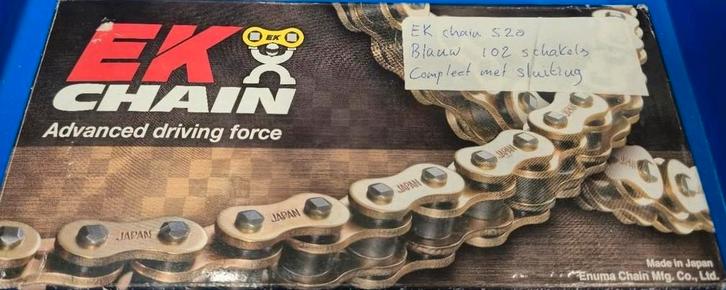 EK
EK
CHAIN
Advanced driving force
EK chain 520
Blauw 102 schakels
Compleet met sluiting
JAPAN
JAPAN
JAPAN
JAPAN
JAPAN
Made in Japan
Enuma Chain Mfg. Co., Ltd.